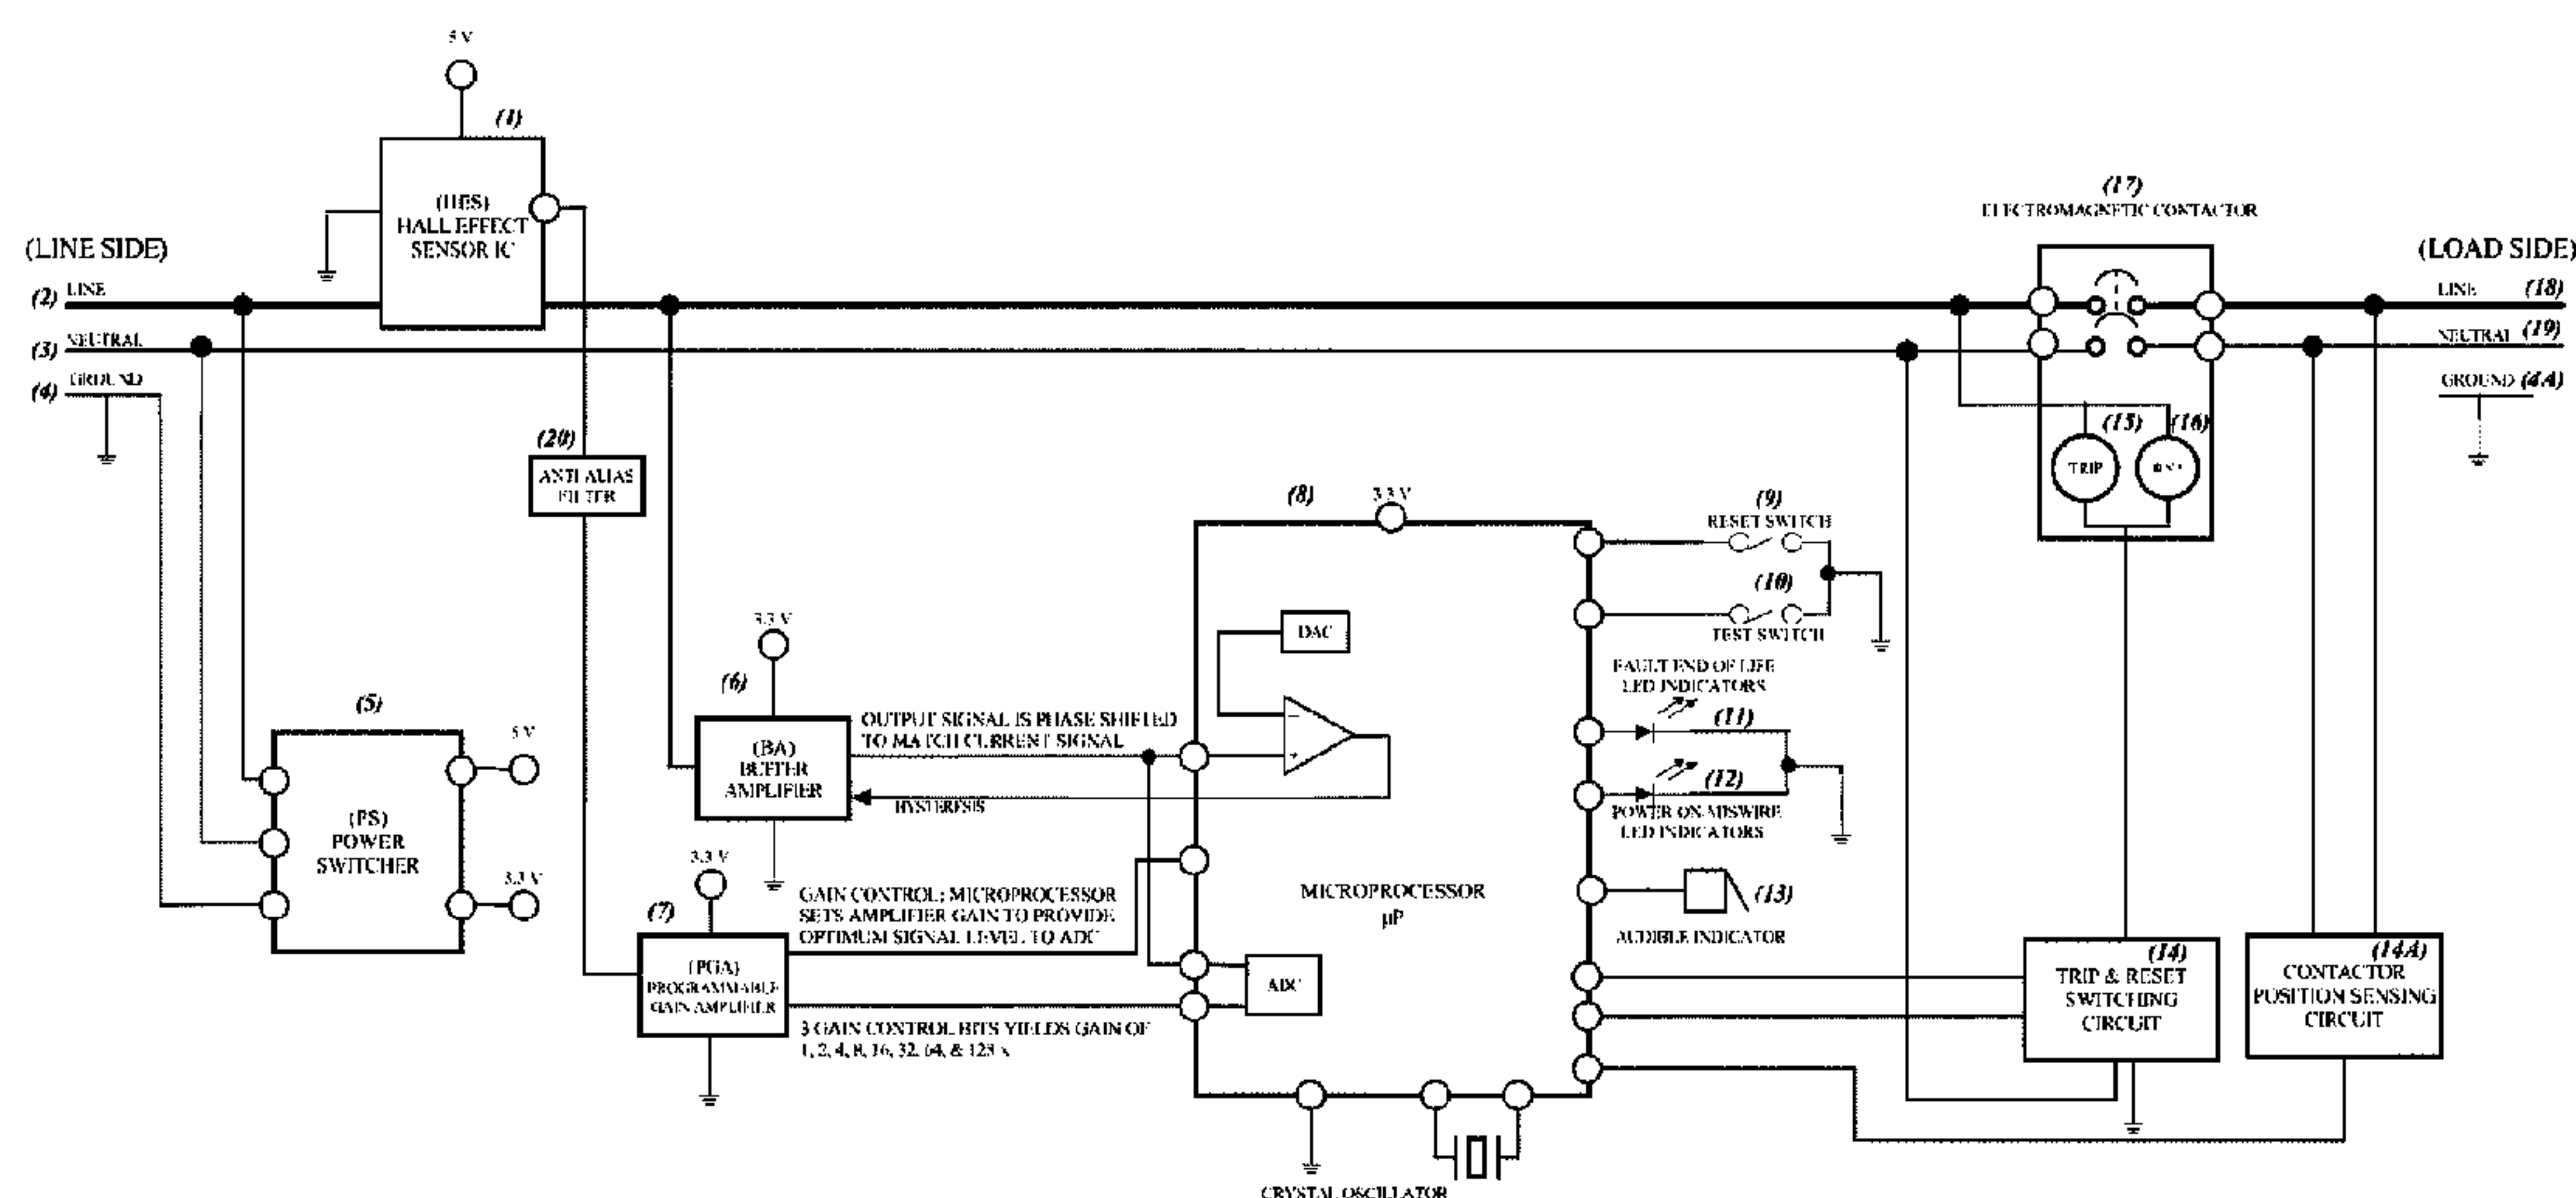 5 V
(1)
(HES)
HALL EFFECT
SENSOR IC
(LINE SIDE)
(2) LINE
(3) NEUTRAL
(4) GROUND
(17)
ELECTROMAGNETIC CONTACTOR
(LOAD SIDE)
LINE (18)
NEUTRAL (19)
GROUND (4A)
(15)
(16)
TRIP
(20)
ANTI ALIAS
FILTER
(5)
(PS)
POWER
SWITCHER
5 V
3.3 V
3.3 V
(6)
(BA)
BUFFER
AMPLIFIER
OUTPUT SIGNAL IS PHASE SHIFTED
TO MATCH CURRENT SIGNAL
HYSTERESIS
3.3 V
(7)
(PGA)
PROGRAMMABLE
GAIN AMPLIFIER
GAIN CONTROL; MICROPROCESSOR
SETS AMPLIFIER GAIN TO PROVIDE
OPTIMUM SIGNAL LEVEL TO ADC
3 GAIN CONTROL BITS YIELDS GAIN OF
1, 2, 4, 8, 16, 32, 64, & 128 x
(8)
3.3 V
DAC
-
+
MICROPROCESSOR
µP
ADC
CRYSTAL OSCILLATOR
(9)
RESET SWITCH
(10)
TEST SWITCH
FAULT END OF LIFE
LED INDICATORS
(11)
(12)
POWER ON-MISWIRE
LED INDICATORS
(13)
AUDIBLE INDICATOR
(14)
TRIP & RESET
SWITCHING
CIRCUIT
(14A)
CONTACTOR
POSITION SENSING
CIRCUIT